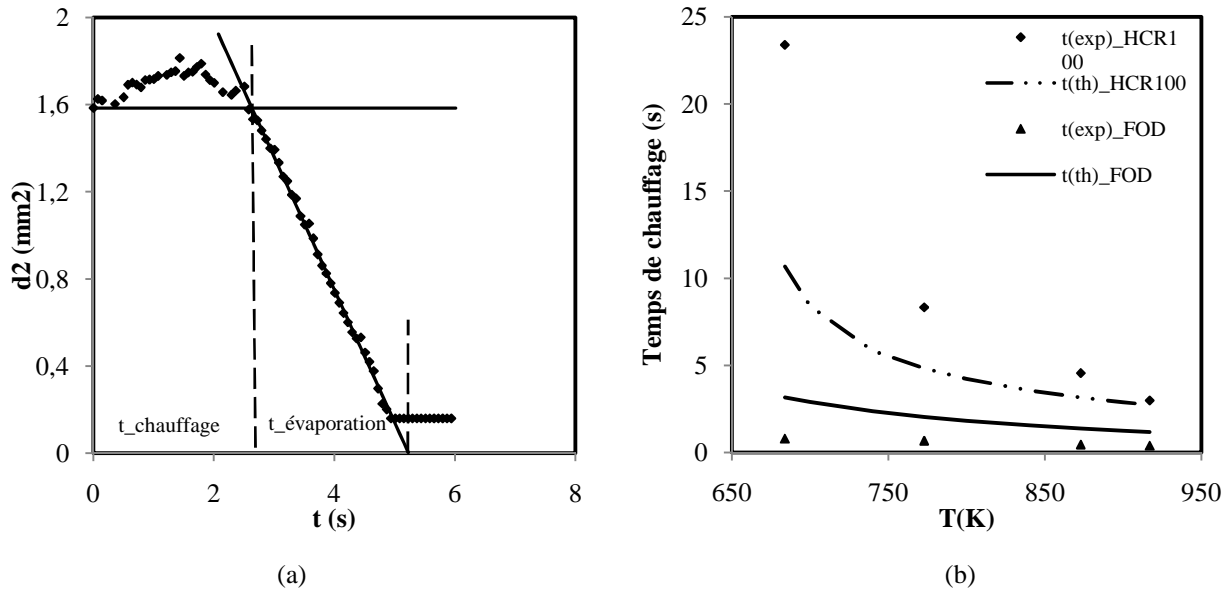 2
1,6
1,2
0,8
0,4
0
d2 (mm2)
t_chauffage
t_évaporation
0
2
4
6
8
t (s)
(a)
25
20
15
10
5
0
Temps de chauffage (s)
t(exp)_HCR1
00
t(th)_HCR100
t(exp)_FOD
t(th)_FOD
650
750
850
950
T(K)
(b)